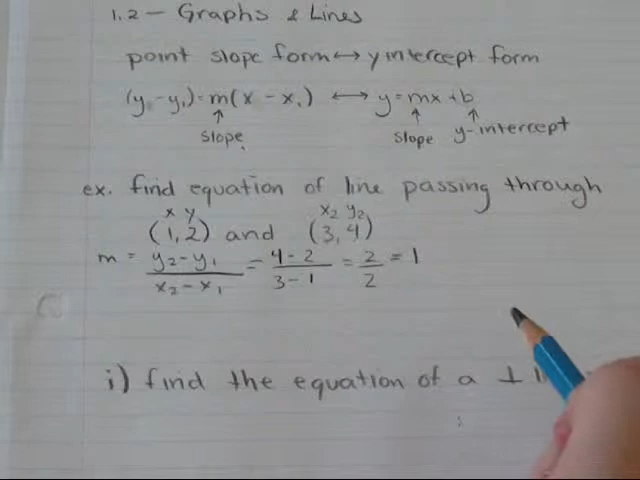 1.2 — Graphs & Lines
point slope form ↔ y intercept form
(y - y₁) = m(x - x₁) ↔ y = mx + b
↑ ↑ ↑
slope slope y-intercept
ex. find equation of line passing through
x y x₂ y₂
(1, 2) and (3, 4)
m = y₂ - y₁ / x₂ - x₁ = 4 - 2 / 3 - 1 = 2 / 2 = 1
i) find the equation of a ⊥